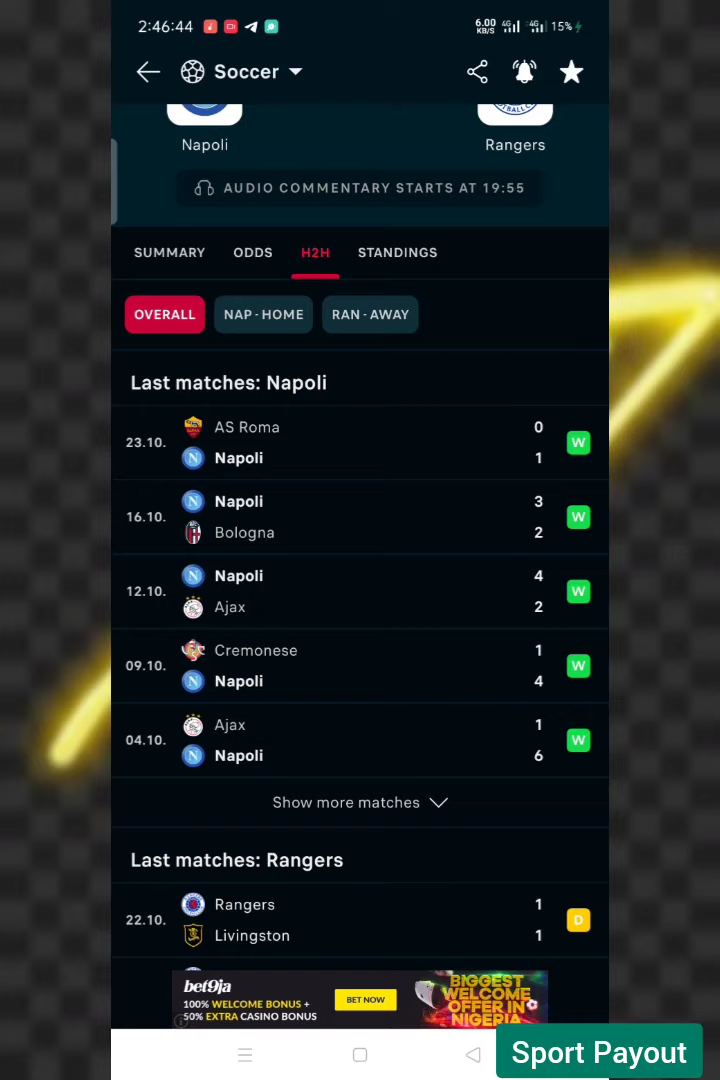 2:46:44
6.00 KB/S 4G 4G 15%
Soccer
Napoli
Rangers
AUDIO COMMENTARY STARTS AT 19:55
SUMMARY ODDS H2H STANDINGS
OVERALL NAP - HOME RAN - AWAY
Last matches: Napoli
23.10. AS Roma 0
Napoli 1
W
16.10. Napoli 3
Bologna 2
W
12.10. Napoli 4
Ajax 2
W
09.10. Cremonese 1
Napoli 4
W
04.10. Ajax 1
Napoli 6
W
Show more matches
Last matches: Rangers
22.10. Rangers 1
Livingston 1
D
bet9ja
100% WELCOME BONUS +
50% EXTRA CASINO BONUS
BET NOW
BIGGEST
WELCOME
OFFER IN
NIGERIA
Sport Payout